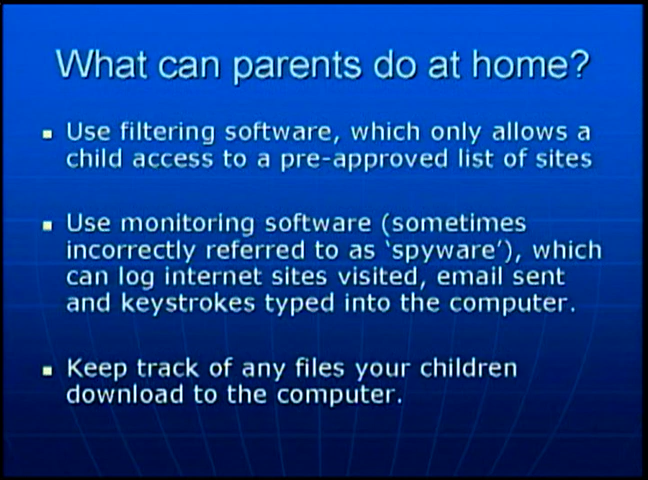 What can parents do at home?
Use filtering software, which only allows a
child access to a pre-approved list of sites
Use monitoring software (sometimes
incorrectly referred to as ‘spyware’), which
can log internet sites visited, email sent
and keystrokes typed into the computer.
Keep track of any files your children
download to the computer.